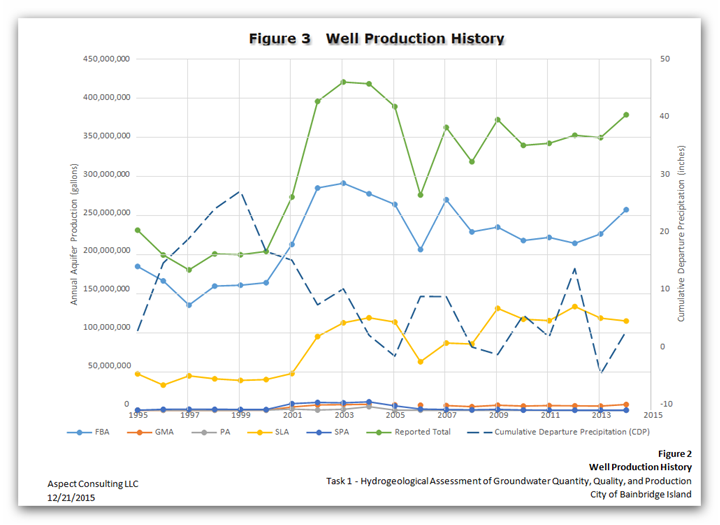 Figure 3   Well Production History
450,000,000
400,000,000
350,000,000
300,000,000
250,000,000
200,000,000
150,000,000
100,000,000
50,000,000
0
Annual Aquifer Production (gallons)
50
40
30
20
10
0
-10
Cumulative Departure Precipitation (inches)
1995 1997 1999 2001 2003 2005 2007 2009 2011 2013 2015
FBA GMA PA SLA SPA Reported Total Cumulative Departure Precipitation (CDP)
Figure 2
Well Production History
Aspect Consulting LLC
Task 1 - Hydrogeological Assessment of Groundwater Quantity, Quality, and Production
12/21/2015
City of Bainbridge Island